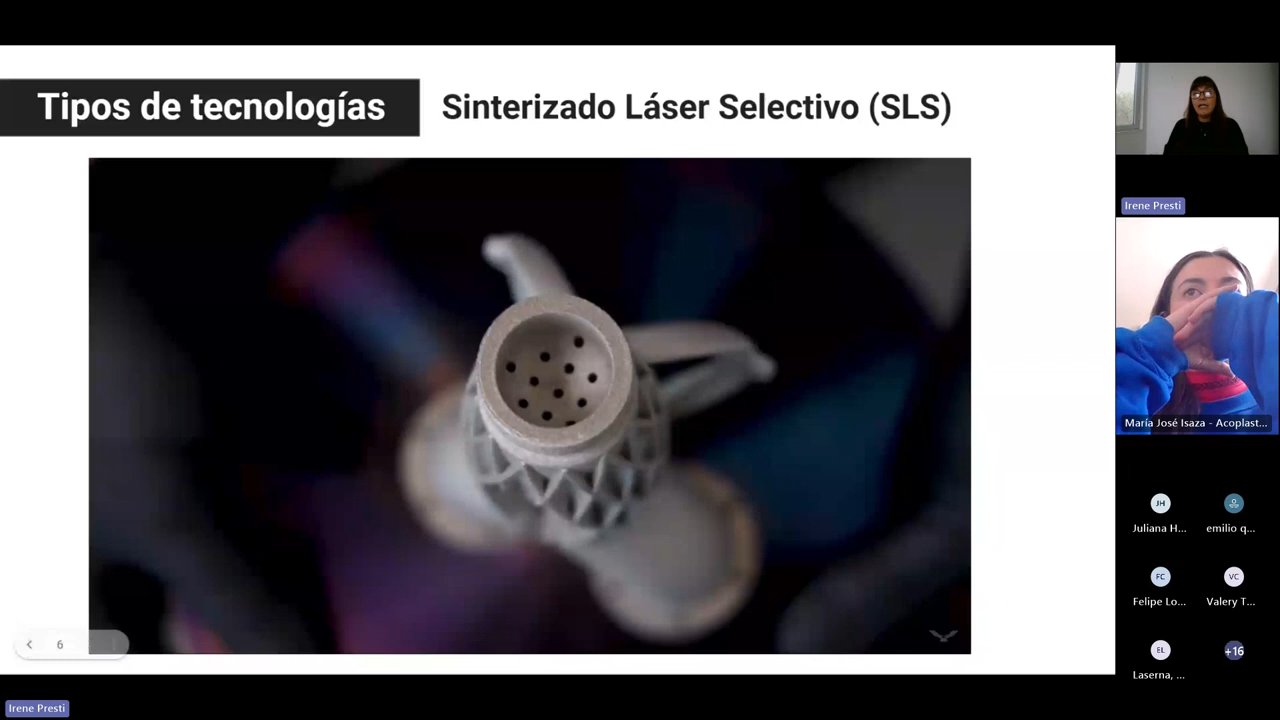 Tipos de tecnologías
Sinterizado Láser Selectivo (SLS)
6
Irene Presti
Irene Presti
María José Isaza - Acoplast...
JH
Juliana H...
emilio q...
FC
Felipe Lo...
VC
Valery T...
EL
Laserna, ...
+16